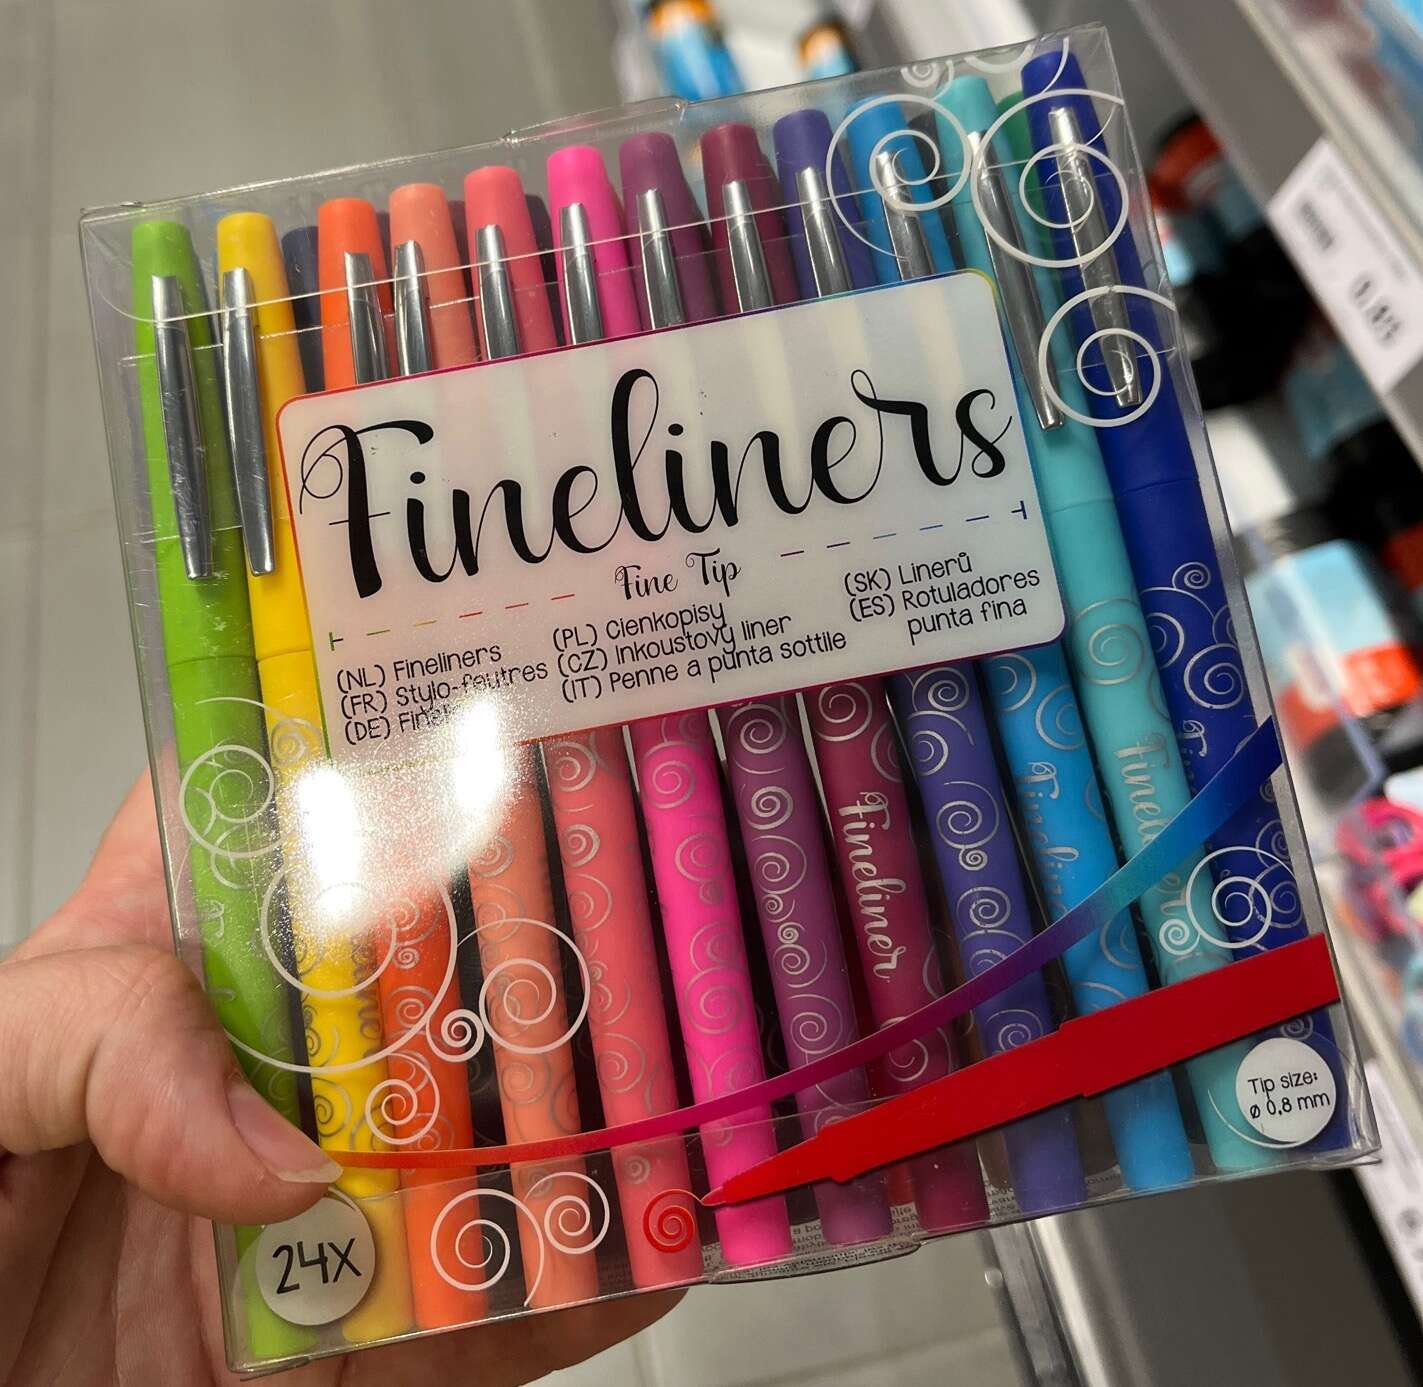 Fineliners
Fine Tip
(NL) Fineliners
(FR) Stylo-feutres
(DE)
(PL) Cienkopisy
(CZ) Inkoustový liner
(IT) Penne a punta sottile
(SK) Linerů
(ES) Rotuladores
punta fina
Fineliner
Fineliner
Tip size:
ø 0.8 mm
24X